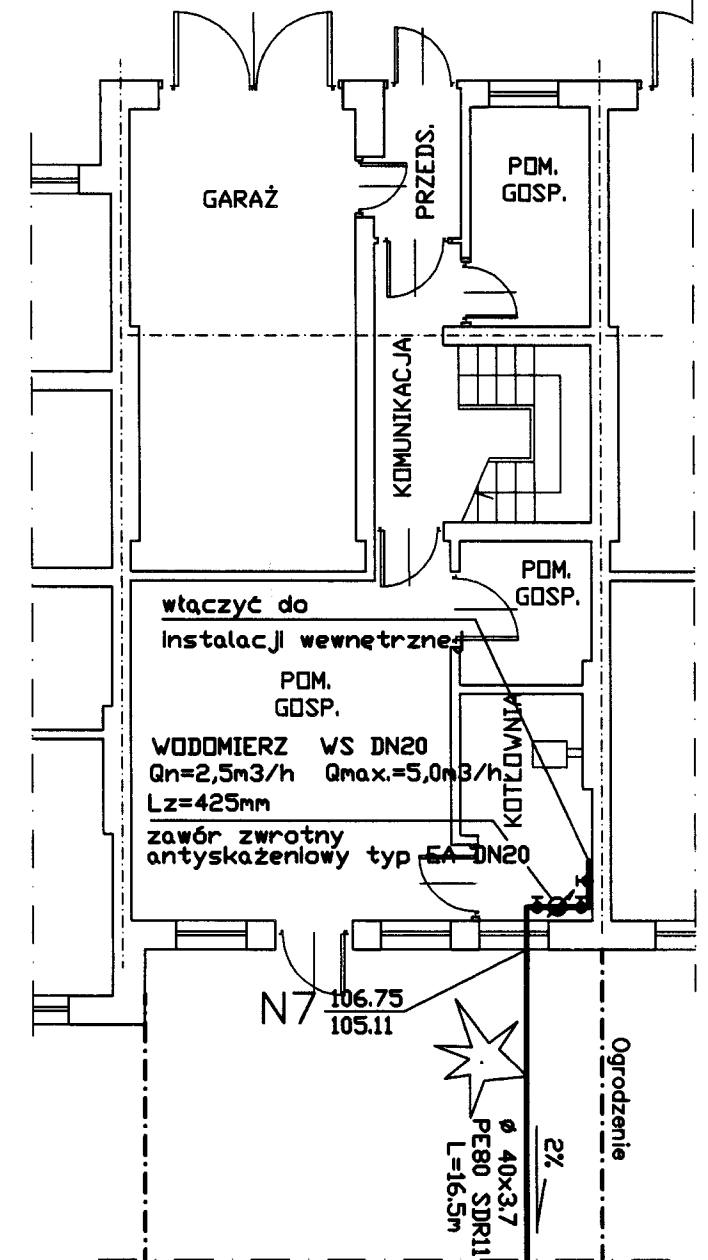 GARAŻ
PRZEDS.
POM.
GOSP.
KOMUNIKACJA
POM.
GOSP.
włączyć do
instalacji wewnętrznej
POM.
GOSP.
KOTŁOWNIA
WODOMIERZ WS DN20
Qn=2,5m3/h Qmax.=5,0m3/h
Lz=425mm
zawór zwrotny
antyskażeniowy typ EA DN20
N7
106.75
105.11
Ogrodzenie
2%
ø 40x3.7
PE80 SDR11
L=16.5m